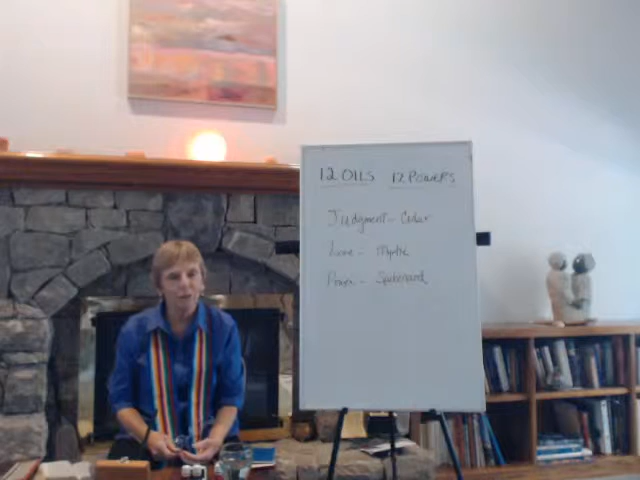 12 OILS 12 POWERS
Judgment - Cedar
Love - Myrtle
Power - Spikenard